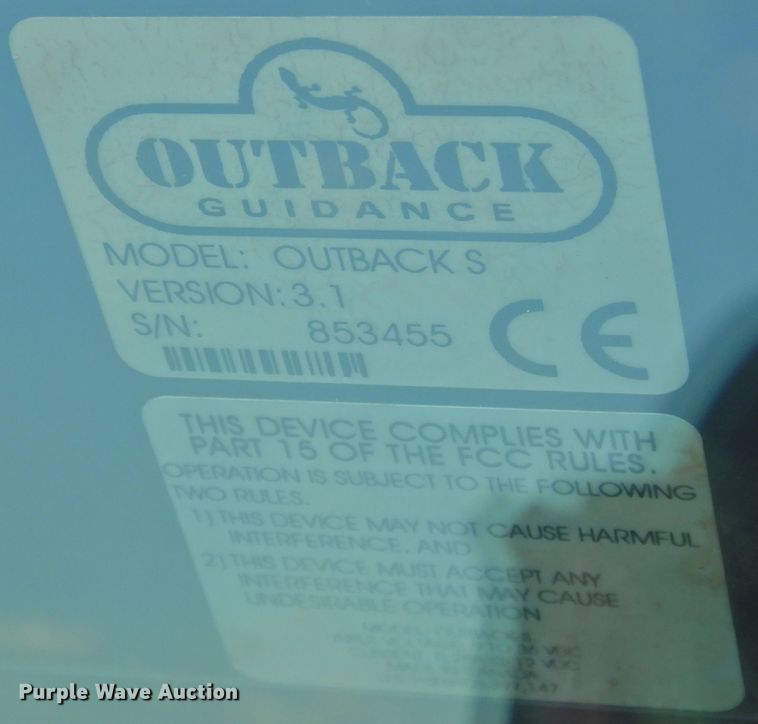 OUTBACK
GUIDANCE
MODEL: OUTBACK S
VERSION: 3.1
S/N: 853455
CE
THIS DEVICE COMPLIES WITH
PART 15 OF THE FCC RULES.
OPERATION IS SUBJECT TO THE FOLLOWING
TWO RULES.
1) THIS DEVICE MAY NOT CAUSE HARMFUL
INTERFERENCE, AND
2) THIS DEVICE MUST ACCEPT ANY
INTERFERENCE THAT MAY CAUSE
UNDESIRABLE OPERATION
VDC
VDC
Purple Wave Auction